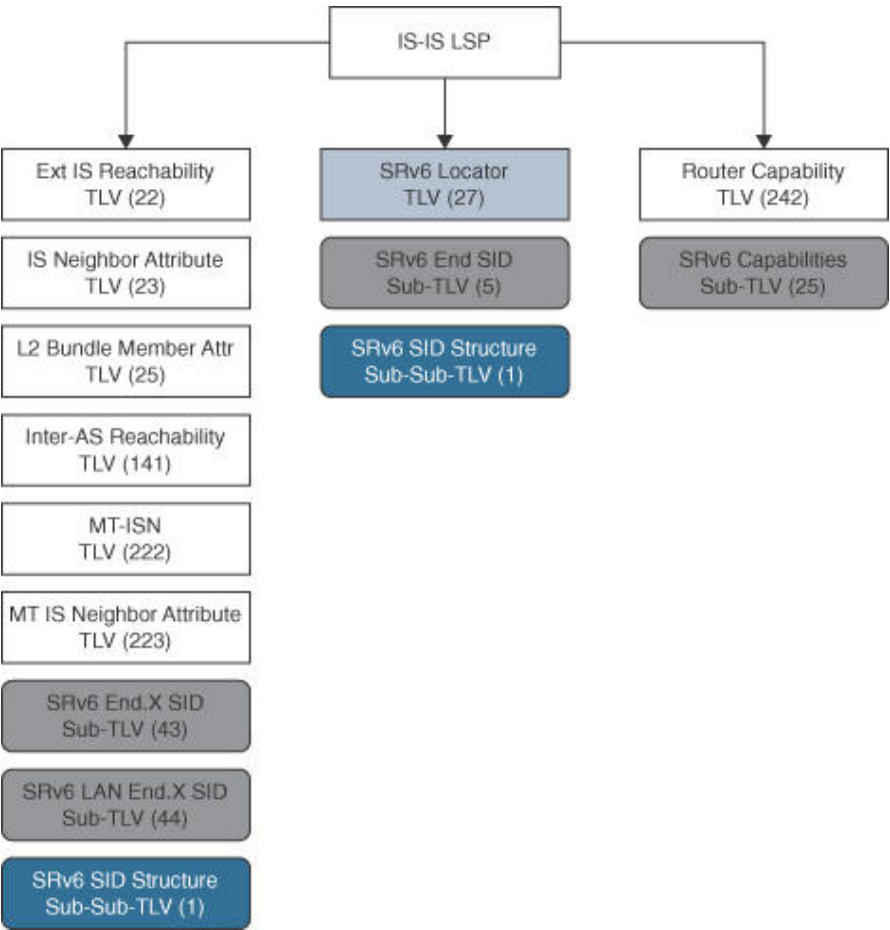 IS-IS LSP
Ext IS Reachability
TLV (22)
IS Neighbor Attribute
TLV (23)
L2 Bundle Member Attr
TLV (25)
Inter-AS Reachability
TLV (141)
MT-ISN
TLV (222)
MT IS Neighbor Attribute
TLV (223)
SRv6 End.X SID
Sub-TLV (43)
SRv6 LAN End.X SID
Sub-TLV (44)
SRv6 SID Structure
Sub-Sub-TLV (1)
SRv6 Locator
TLV (27)
SRv6 End SID
Sub-TLV (5)
SRv6 SID Structure
Sub-Sub-TLV (1)
Router Capability
TLV (242)
SRv6 Capabilities
Sub-TLV (25)